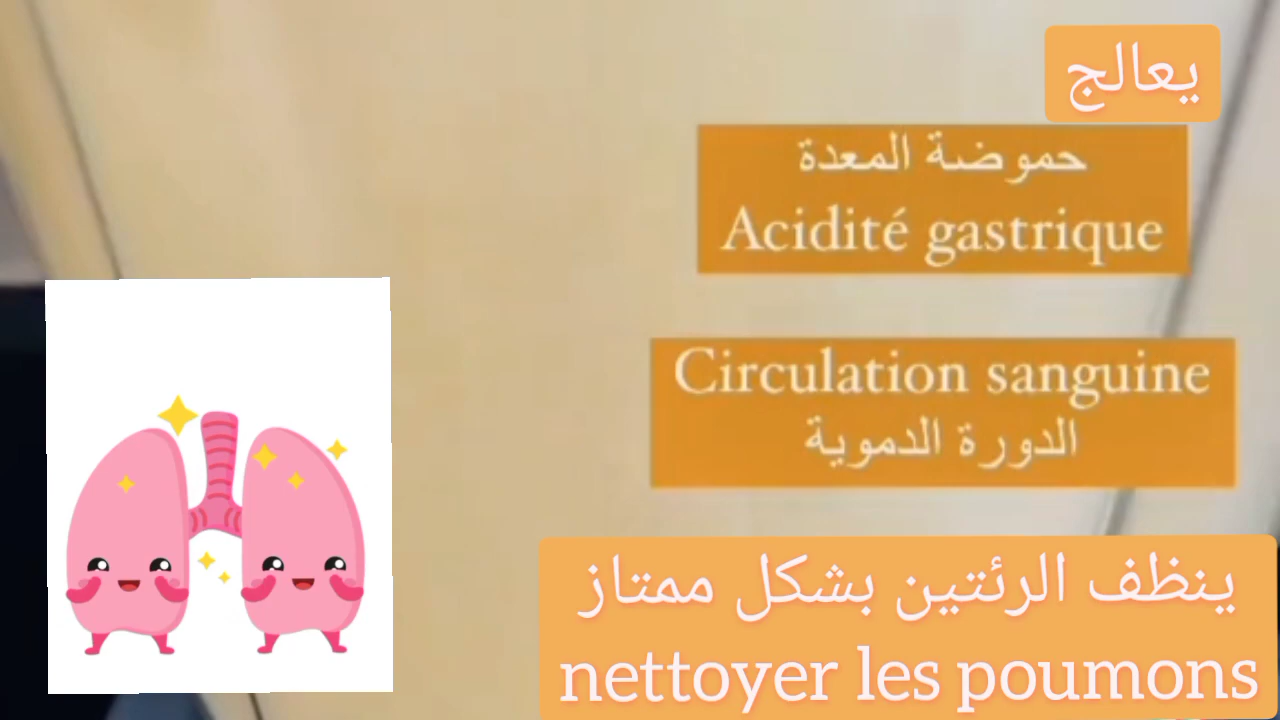 يعالج
حموضة المعدة
Acidité gastrique
Circulation sanguine
الدورة الدموية
ينظف الرئتين بشكل ممتاز
nettoyer les poumons